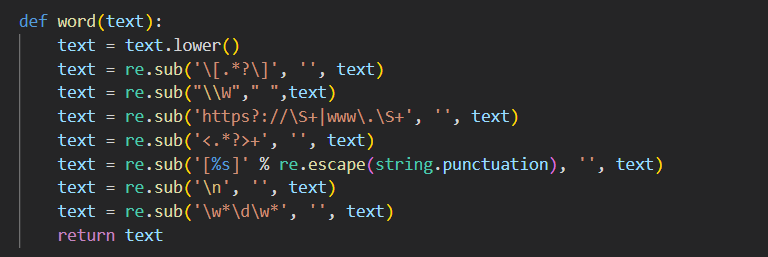 def word(text):
    text = text.lower()
    text = re.sub('\[.*?\]', '', text)
    text = re.sub("\\W"," ",text)
    text = re.sub('https?://\S+|www\.\S+', '', text)
    text = re.sub('<.*?>+', '', text)
    text = re.sub('[%s]' % re.escape(string.punctuation), '', text)
    text = re.sub('\n', '', text)
    text = re.sub('\w*\d\w*', '', text)
    return text